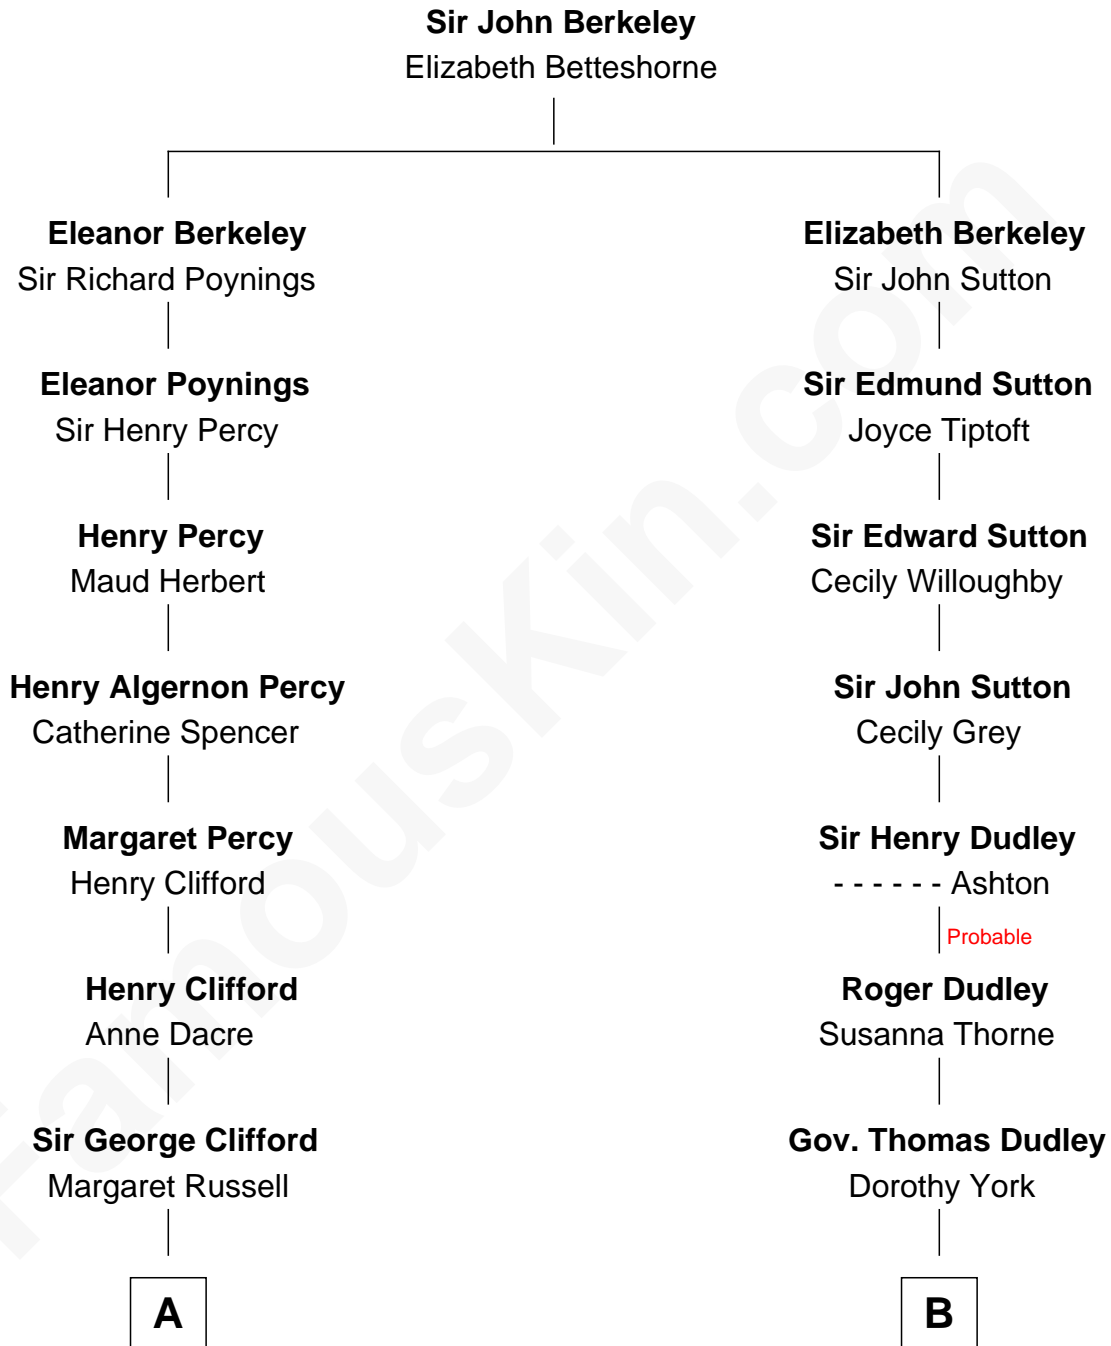 Sir John Berkeley
Elizabeth Betteshorne
Eleanor Berkeley
Sir Richard Poynings
Eleanor Poynings
Sir Henry Percy
Henry Percy
Maud Herbert
Henry Algernon Percy
Catherine Spencer
Margaret Percy
Henry Clifford
Henry Clifford
Anne Dacre
Sir George Clifford
Margaret Russell
A
Elizabeth Berkeley
Sir John Sutton
Sir Edmund Sutton
Joyce Tiptoft
Sir Edward Sutton
Cecily Willoughby
Sir John Sutton
Cecily Grey
Sir Henry Dudley
- - - - - - Ashton
Probable
Roger Dudley
Susanna Thorne
Gov. Thomas Dudley
Dorothy York
B
FamousKin.com